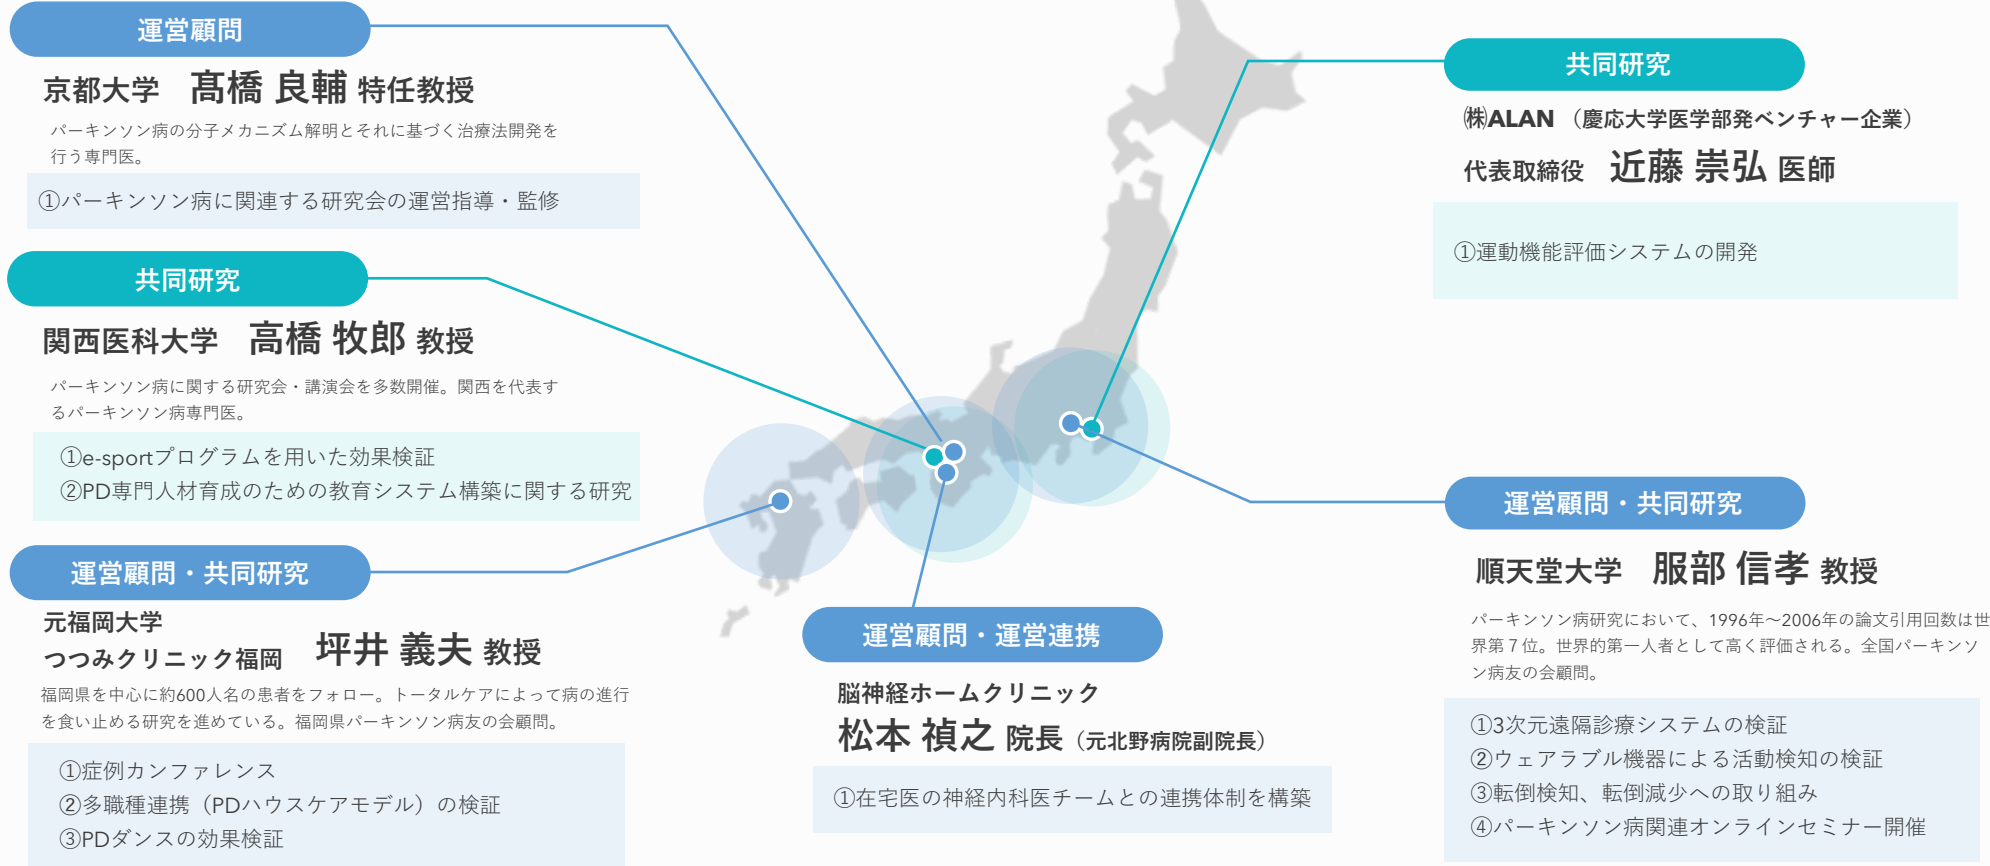 運営顧問
京都大学 髙橋 良輔 特任教授
パーキンソン病の分子メカニズム解明とそれに基づく治療法開発を
行う専門医。
①パーキンソン病に関連する研究会の運営指導・監修
共同研究
関西医科大学 高橋 牧郎 教授
パーキンソン病に関する研究会・講演会を多数開催。関西を代表す
るパーキンソン病専門医。
①e-sportプログラムを用いた効果検証
②PD専門人材育成のための教育システム構築に関する研究
運営顧問・共同研究
元福岡大学
つつみクリニック福岡 坪井 義夫 教授
福岡県を中心に約600人名の患者をフォロー。トータルケアによって病の進行
を食い止める研究を進めている。福岡県パーキンソン病友の会顧問。
①症例カンファレンス
②多職種連携（PDハウスケアモデル）の検証
③PDダンスの効果検証
運営顧問・運営連携
脳神経ホームクリニック
松本 禎之 院長（元北野病院副院長）
①在宅医の神経内科医チームとの連携体制を構築
共同研究
㈱ALAN （慶応大学医学部発ベンチャー企業）
代表取締役 近藤 崇弘 医師
①運動機能評価システムの開発
運営顧問・共同研究
順天堂大学 服部 信孝 教授
パーキンソン病研究において、1996年～2006年の論文引用回数は世
界第７位。世界的第一人者として高く評価される。全国パーキンソ
ン病友の会顧問。
①3次元遠隔診療システムの検証
②ウェアラブル機器による活動検知の検証
③転倒検知、転倒減少への取り組み
④パーキンソン病関連オンラインセミナー開催